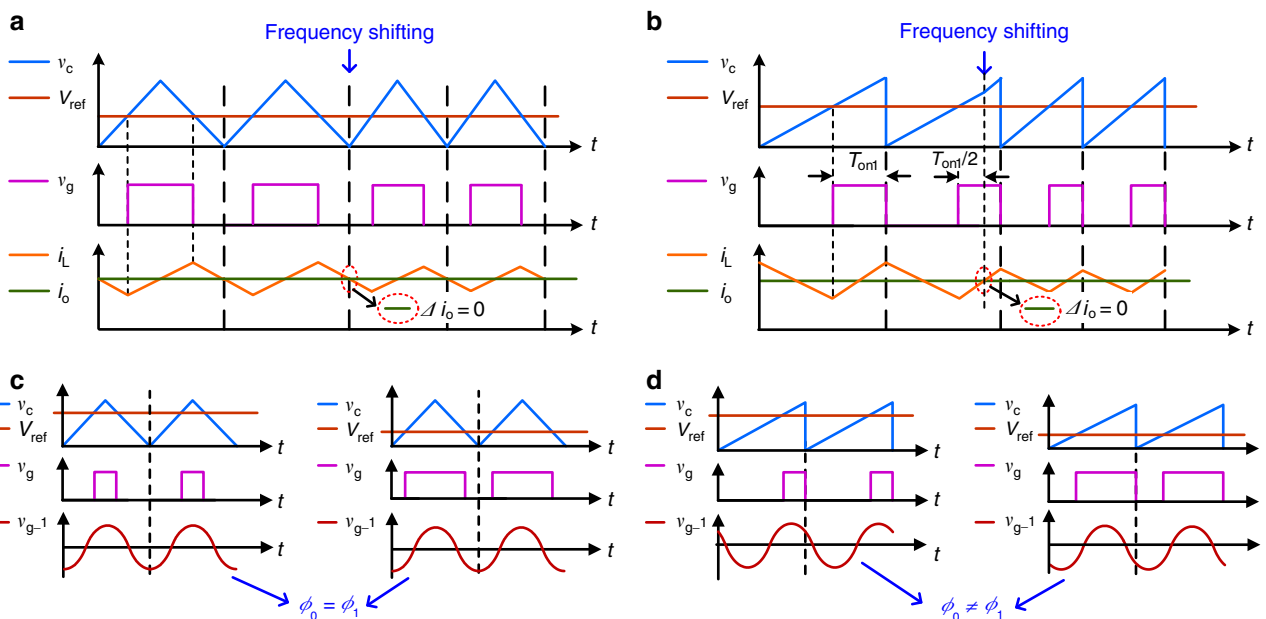 a
Frequency shifting
v_c
V_ref
t
v_g
i_L
i_o
Δ i_o = 0
t
b
Frequency shifting
v_c
V_ref
t
T_on1
T_on1/2
v_g
i_L
i_o
Δ i_o = 0
t
c
v_c
V_ref
t
v_g
t
v_g–1
t
v_c
V_ref
t
v_g
t
v_g–1
t
ϕ_0 = ϕ_1
d
v_c
V_ref
t
v_g
t
v_g–1
t
v_c
V_ref
t
v_g
t
v_g–1
t
ϕ_0 ≠ ϕ_1